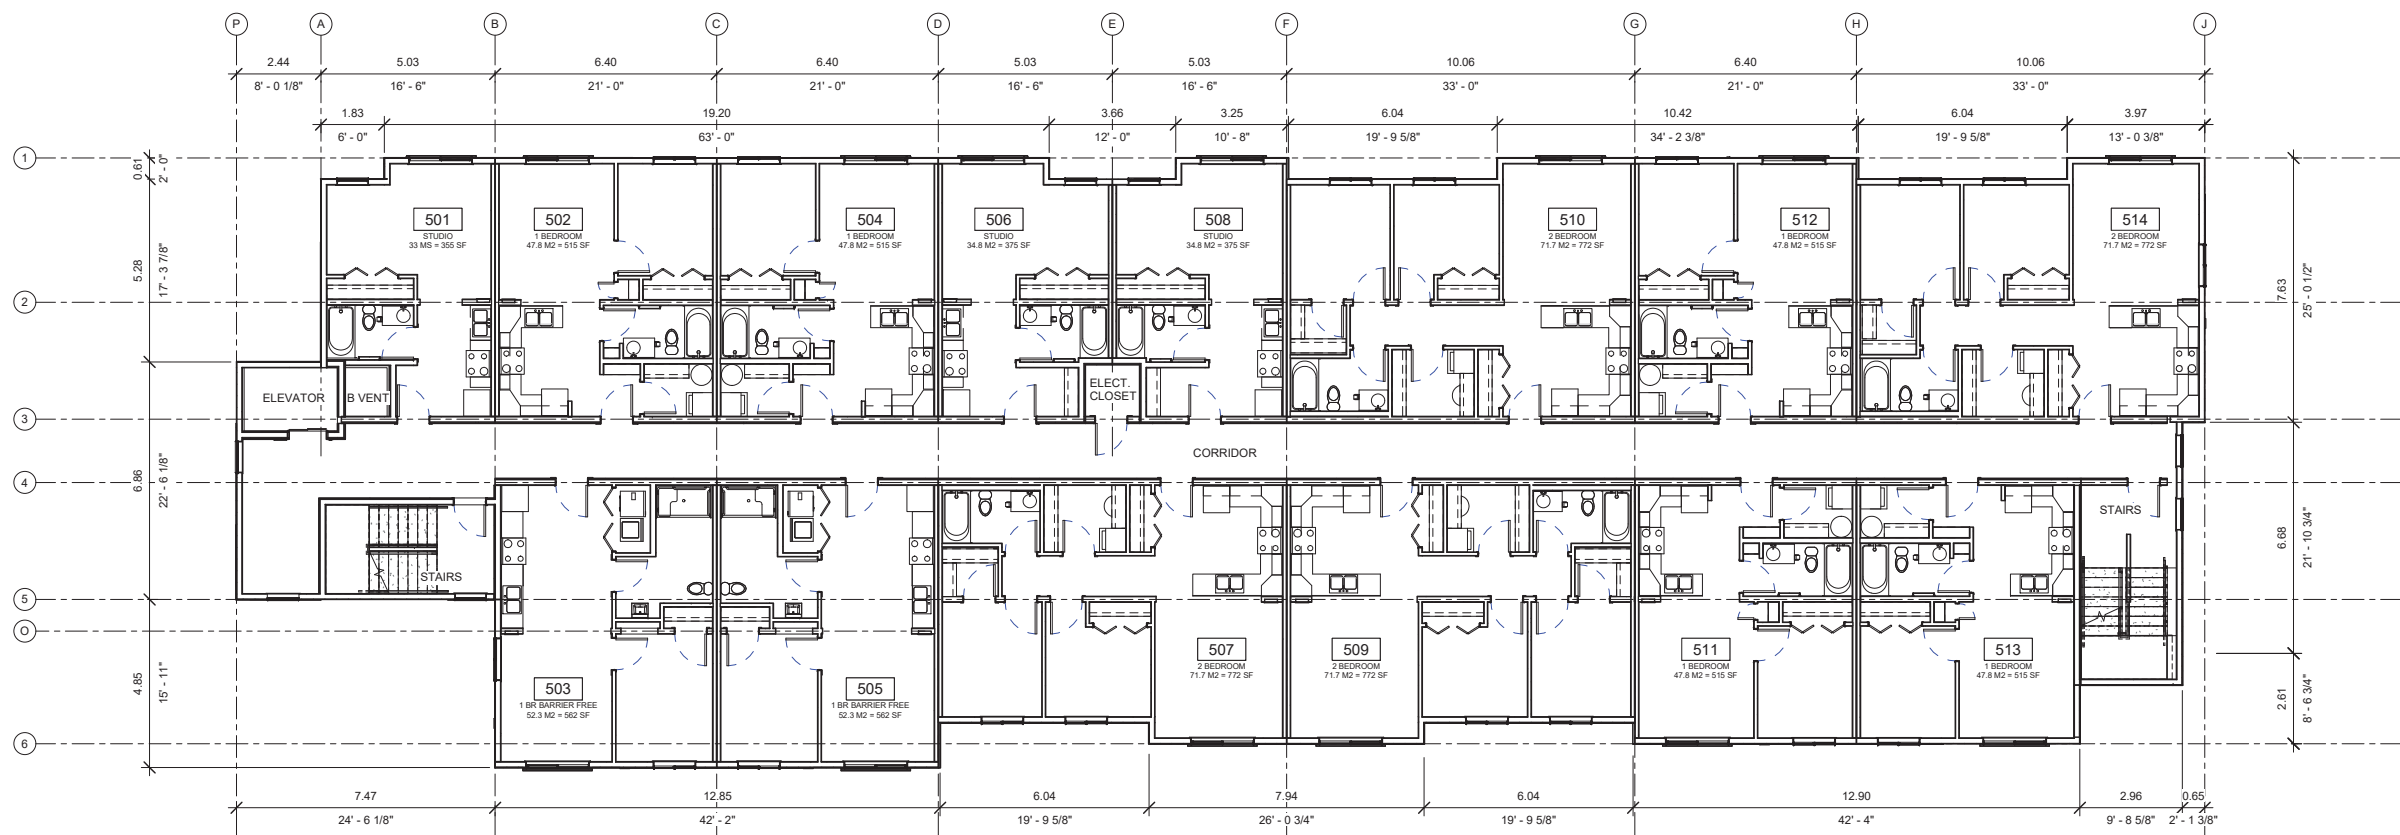 P A B C D E F G H J
2.44 5.03 6.40 6.40 5.03 5.03 10.06 6.40 10.06
8' - 0 1/8" 16' - 6" 21' - 0" 21' - 0" 16' - 6" 16' - 6" 33' - 0" 21' - 0" 33' - 0"
1.83 19.20 3.66 3.25 6.04 10.42 6.04 3.97
6' - 0" 63' - 0" 12' - 0" 10' - 8" 19' - 9 5/8" 34' - 2 3/8" 19' - 9 5/8" 13' - 0 3/8"
1
0.61
2' - 0"
501
STUDIO
33 MS = 355 SF
502
1 BEDROOM
47.8 M2 = 515 SF
504
1 BEDROOM
47.8 M2 = 515 SF
506
STUDIO
34.8 M2 = 375 SF
508
STUDIO
34.8 M2 = 375 SF
510
2 BEDROOM
71.7 M2 = 772 SF
512
1 BEDROOM
47.8 M2 = 515 SF
514
2 BEDROOM
71.7 M2 = 772 SF
5.28
17' - 3 7/8"
7.63
25' - 0 1/2"
2
ELEVATOR
B VENT
ELECT.
CLOSET
3
CORRIDOR
6.86
22' - 6 1/8"
4
STAIRS
6.68
21' - 10 3/4"
STAIRS
5
O
507
2 BEDROOM
71.7 M2 = 772 SF
509
2 BEDROOM
71.7 M2 = 772 SF
511
1 BEDROOM
47.8 M2 = 515 SF
513
1 BEDROOM
47.8 M2 = 515 SF
4.85
15' - 11"
503
1 BR BARRIER FREE
52.3 M2 = 562 SF
505
1 BR BARRIER FREE
52.3 M2 = 562 SF
2.61
8' - 6 3/4"
6
7.47 12.85 6.04 7.94 6.04 12.90 2.96 0.65
24' - 6 1/8" 42' - 2" 19' - 9 5/8" 26' - 0 3/4" 19' - 9 5/8" 42' - 4" 9' - 8 5/8" 2' - 1 3/8"